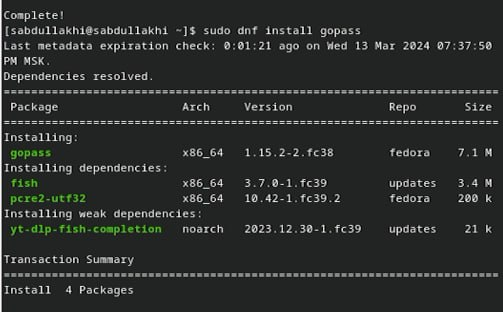 Complete!
[sabdullakhi@sabdullakhi ~]$ sudo dnf install gopass
Last metadata expiration check: 0:01:21 ago on Wed 13 Mar 2024 07:37:50
PM MSK.
Dependencies resolved.
================================================================================
 Package                Arch     Version              Repo       Size
================================================================================
Installing:
 gopass                 x86_64   1.15.2-2.fc38        fedora    7.1 M
Installing dependencies:
 fish                   x86_64   3.7.0-1.fc39         updates   3.4 M
 pcre2-utf32            x86_64   10.42-1.fc39.2       fedora    200 k
Installing weak dependencies:
 yt-dlp-fish-completion noarch   2023.12.30-1.fc39    updates    21 k

Transaction Summary
================================================================================
Install  4 Packages